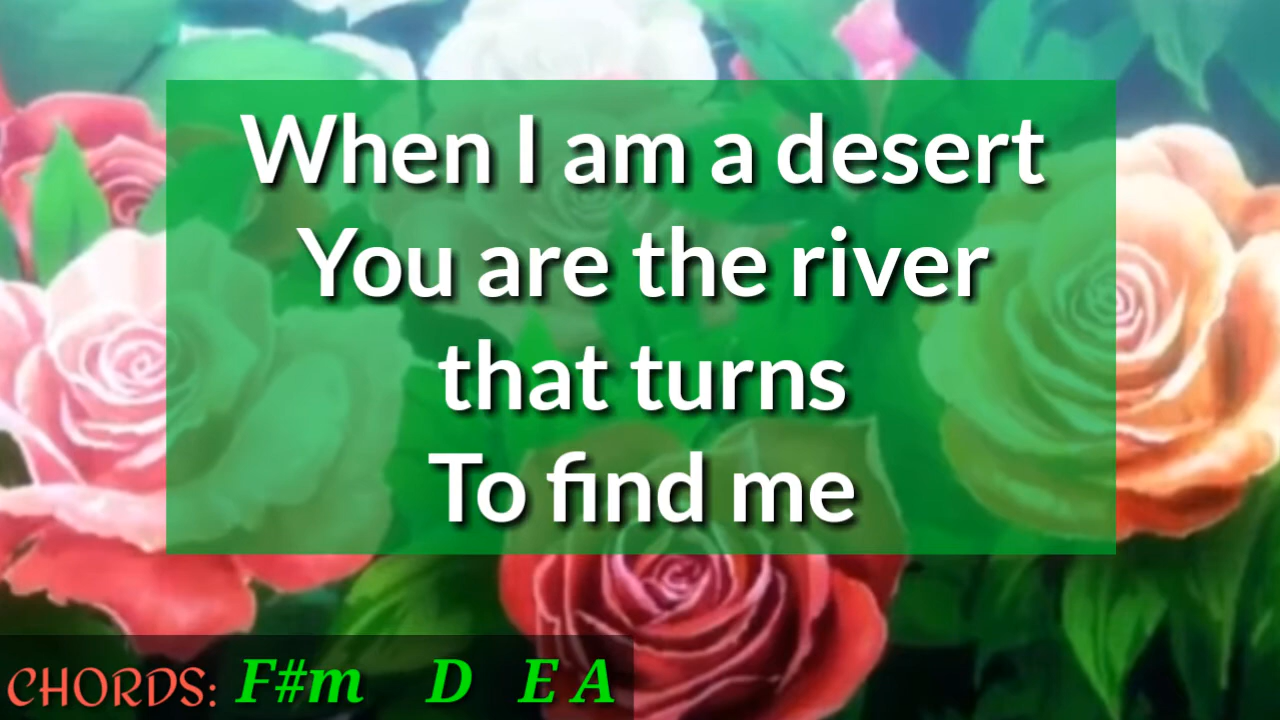 When I am a desert
You are the river
that turns
To find me
CHORDS: F#m D E A